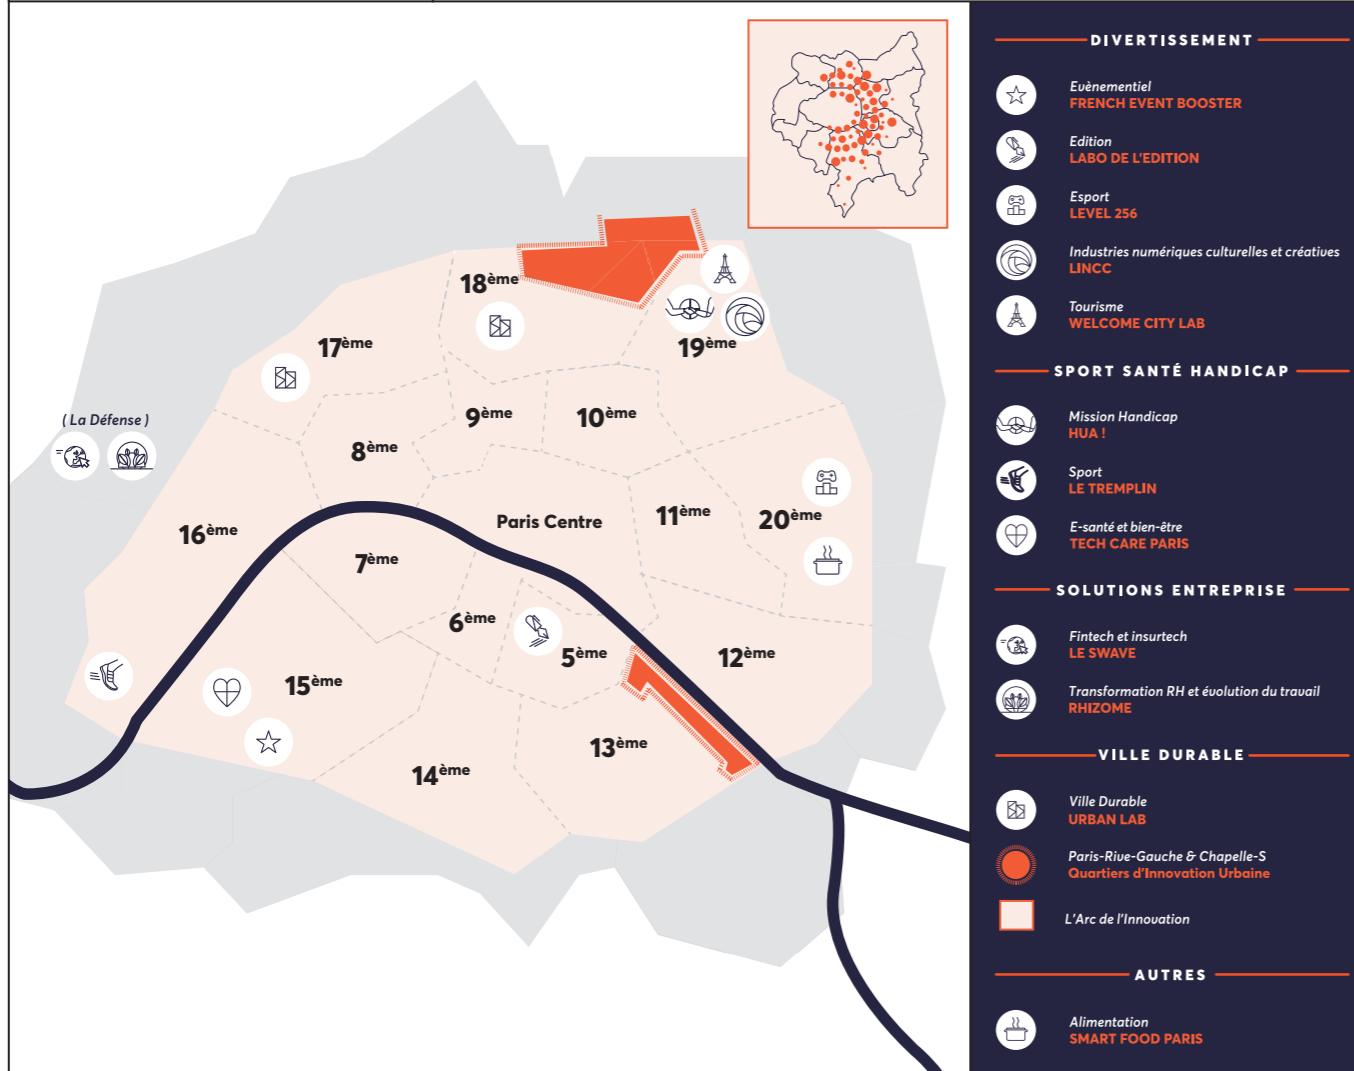 18ème
17ème
19ème
9ème
10ème
( La Défense )
8ème
16ème
Paris Centre
11ème
20ème
7ème
6ème
5ème
12ème
15ème
13ème
14ème
DIVERTISSEMENT
Evènementiel
FRENCH EVENT BOOSTER
Edition
LABO DE L'EDITION
Esport
LEVEL 256
Industries numériques culturelles et créatives
LINCC
Tourisme
WELCOME CITY LAB
SPORT SANTÉ HANDICAP
Mission Handicap
HUA !
Sport
LE TREMPLIN
E-santé et bien-être
TECH CARE PARIS
SOLUTIONS ENTREPRISE
Fintech et insurtech
LE SWAVE
Transformation RH et évolution du travail
RHIZOME
VILLE DURABLE
Ville Durable
URBAN LAB
Paris-Rive-Gauche & Chapelle-S
Quartiers d'Innovation Urbaine
L'Arc de l'Innovation
AUTRES
Alimentation
SMART FOOD PARIS